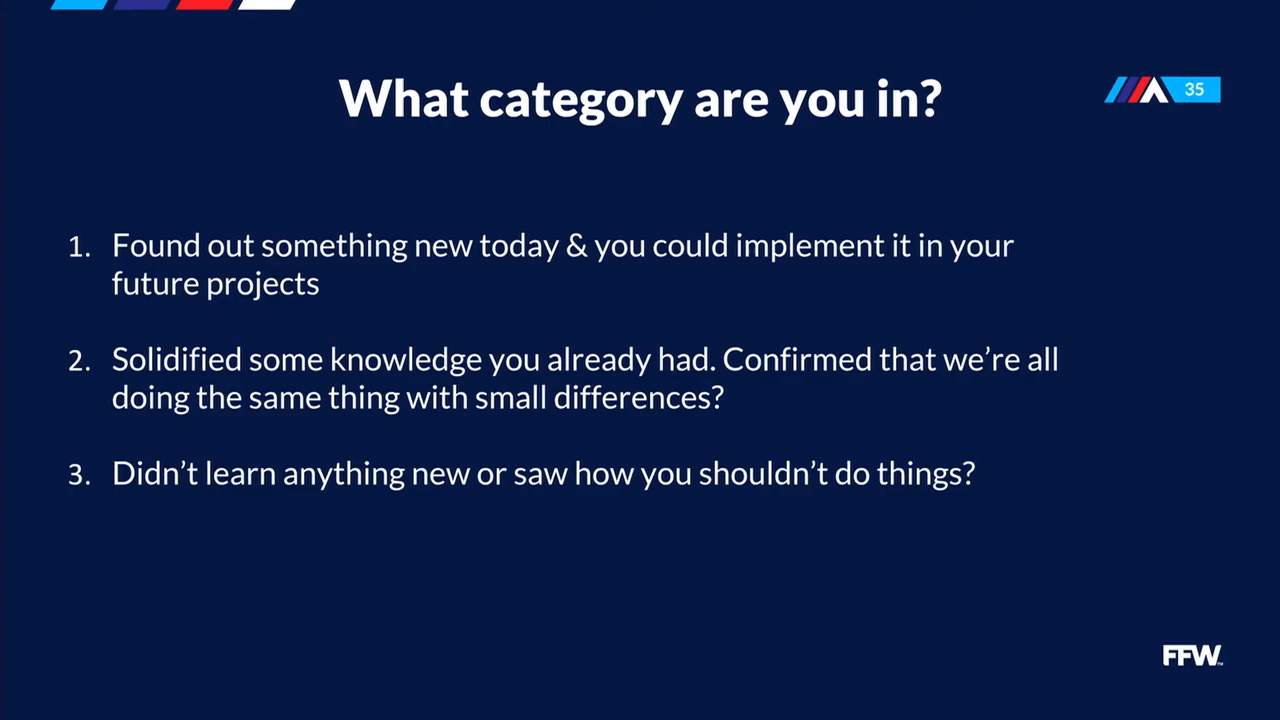 What category are you in?
35
1. Found out something new today & you could implement it in your
future projects
2. Solidified some knowledge you already had. Confirmed that we’re all
doing the same thing with small differences?
3. Didn’t learn anything new or saw how you shouldn’t do things?
FFW™